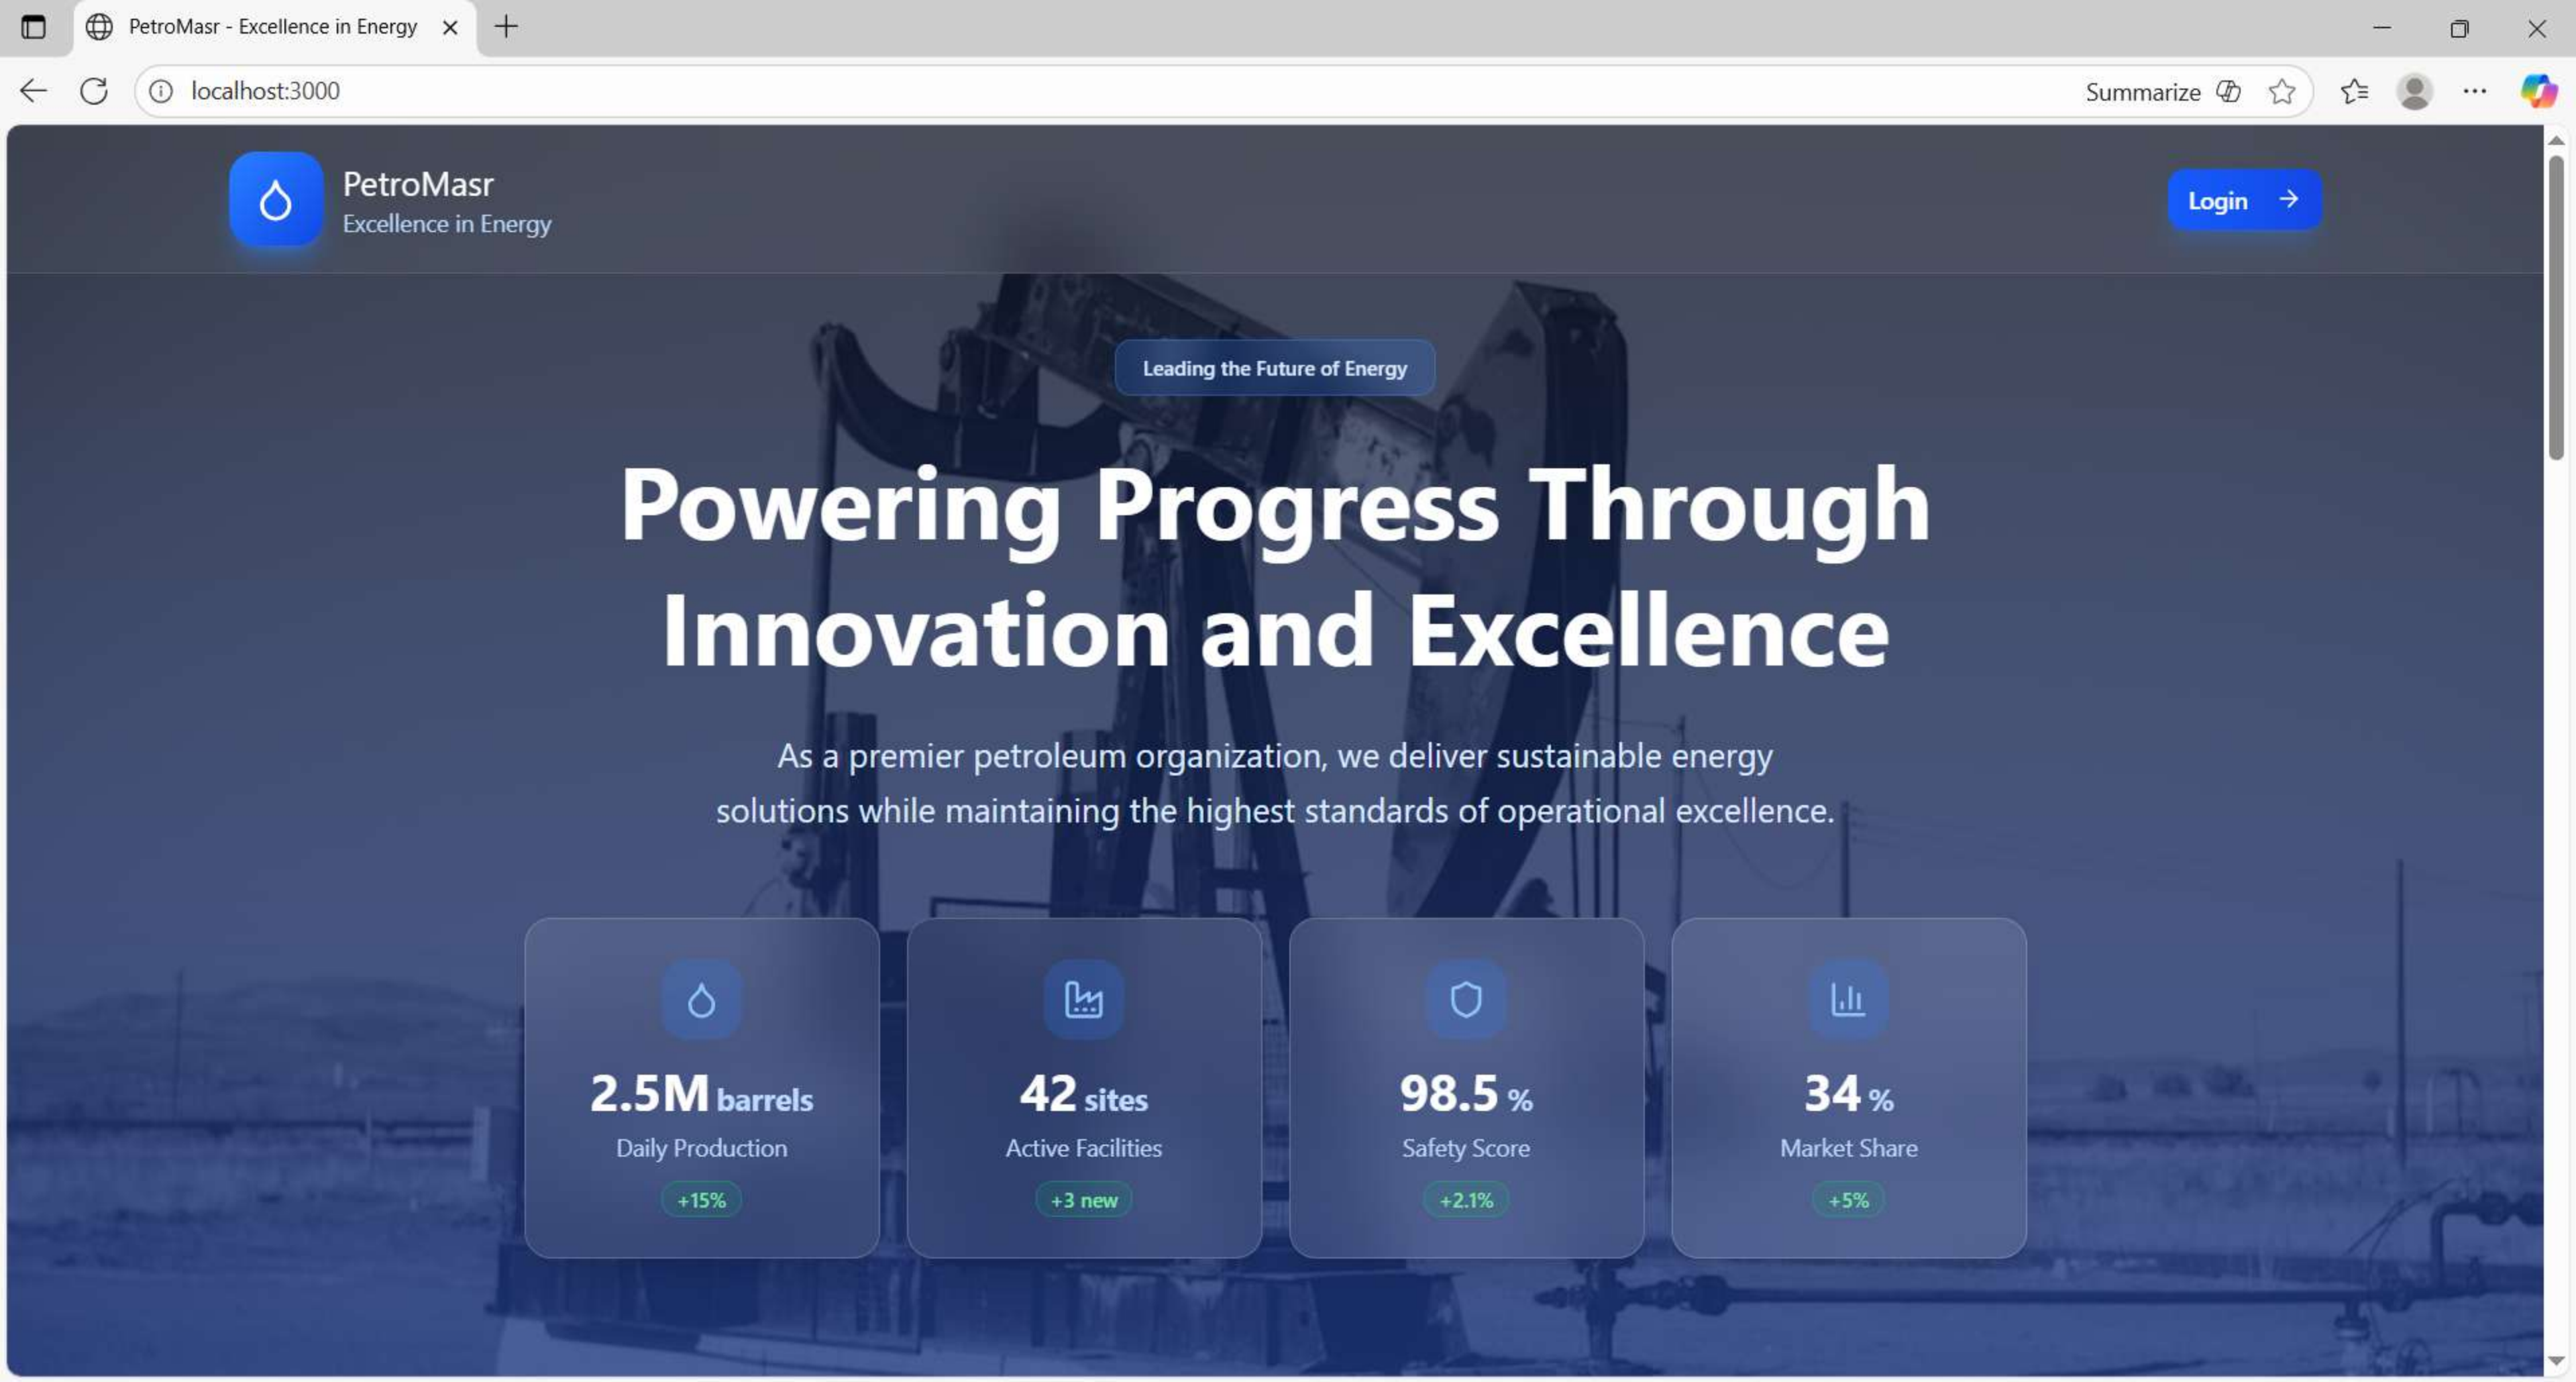 PetroMasr - Excellence in Energy
localhost:3000
Summarize
PetroMasr
Excellence in Energy
Login
Leading the Future of Energy
Powering Progress Through
Innovation and Excellence
As a premier petroleum organization, we deliver sustainable energy
solutions while maintaining the highest standards of operational excellence.
2.5M barrels
Daily Production
+15%
42 sites
Active Facilities
+3 new
98.5 %
Safety Score
+2.1%
34 %
Market Share
+5%